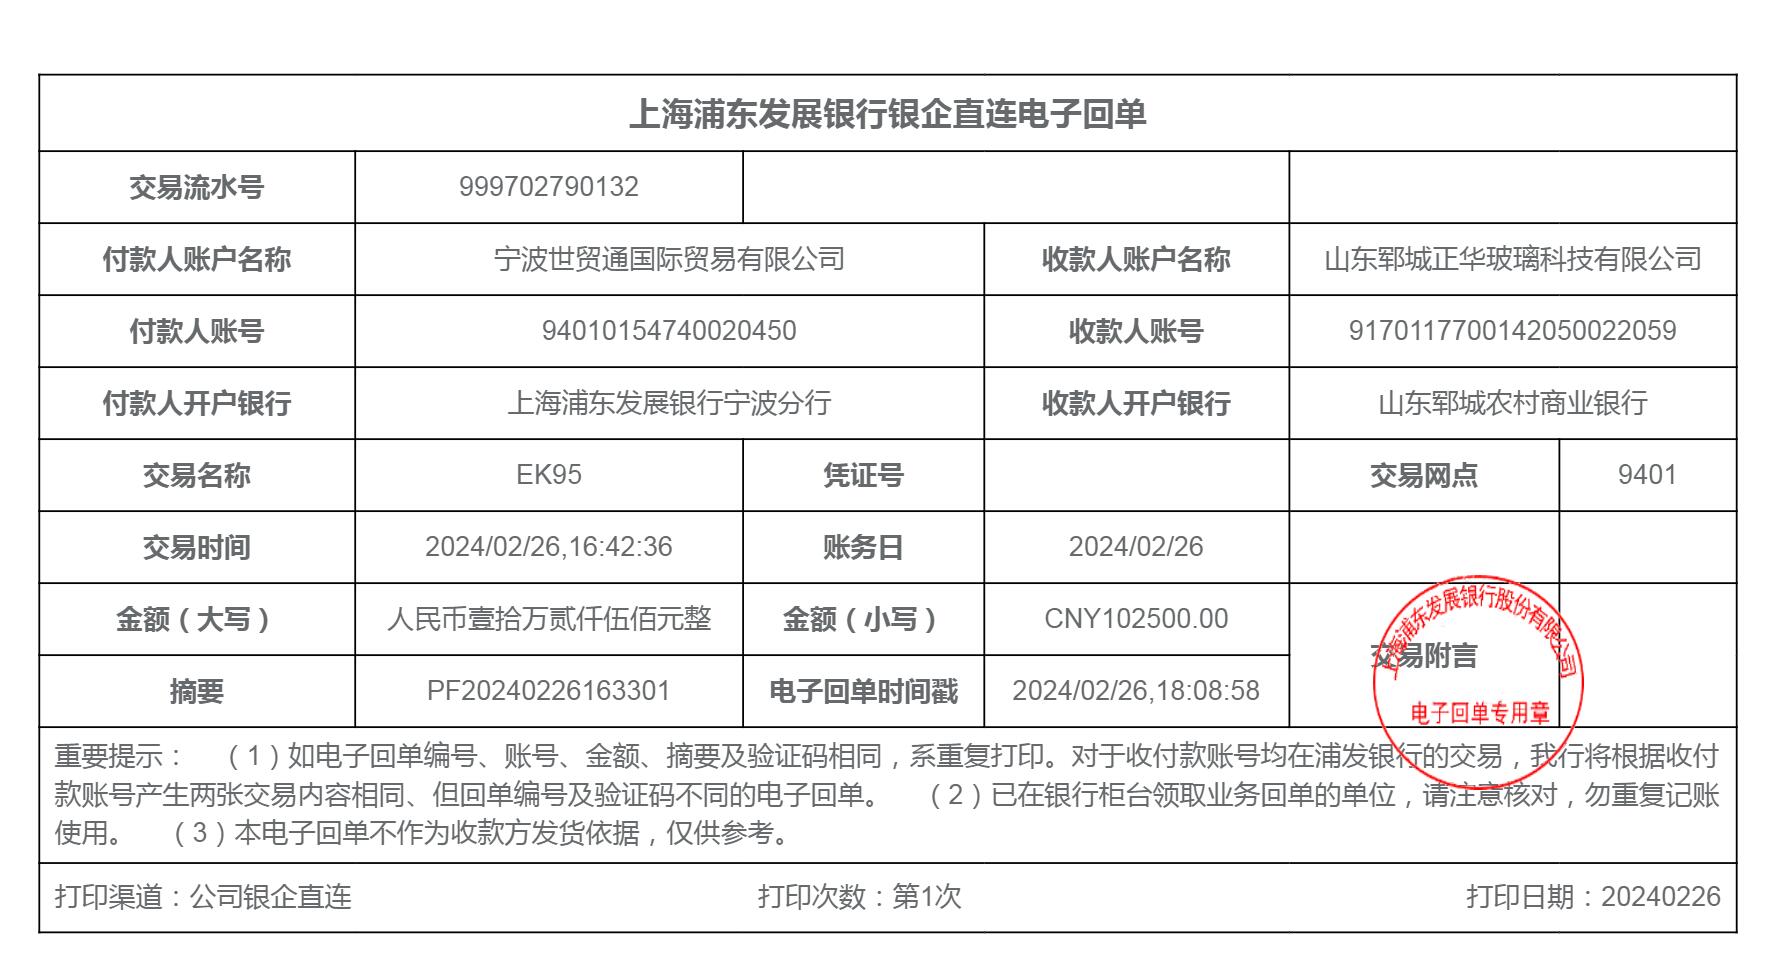 上海浦东发展银行银企直连电子回单
交易流水号 999702790132
付款人账户名称 宁波世贸通国际贸易有限公司 收款人账户名称 山东郓城正华玻璃科技有限公司
付款人账号 94010154740020450 收款人账号 9170117700142050022059
付款人开户银行 上海浦东发展银行宁波分行 收款人开户银行 山东郓城农村商业银行
交易名称 EK95 凭证号 交易网点 9401
交易时间 2024/02/26,16:42:36 账务日 2024/02/26
金额（大写） 人民币壹拾万贰仟伍佰元整 金额（小写） CNY102500.00
交易附言
摘要 PF20240226163301 电子回单时间戳 2024/02/26,18:08:58
上海浦东发展银行股份有限公司
电子回单专用章
重要提示： （1）如电子回单编号、账号、金额、摘要及验证码相同，系重复打印。对于收付款账号均在浦发银行的交易，我行将根据收付
款账号产生两张交易内容相同、但回单编号及验证码不同的电子回单。 （2）已在银行柜台领取业务回单的单位，请注意核对，勿重复记账
使用。 （3）本电子回单不作为收款方发货依据，仅供参考。
打印渠道：公司银企直连 打印次数：第1次 打印日期：20240226